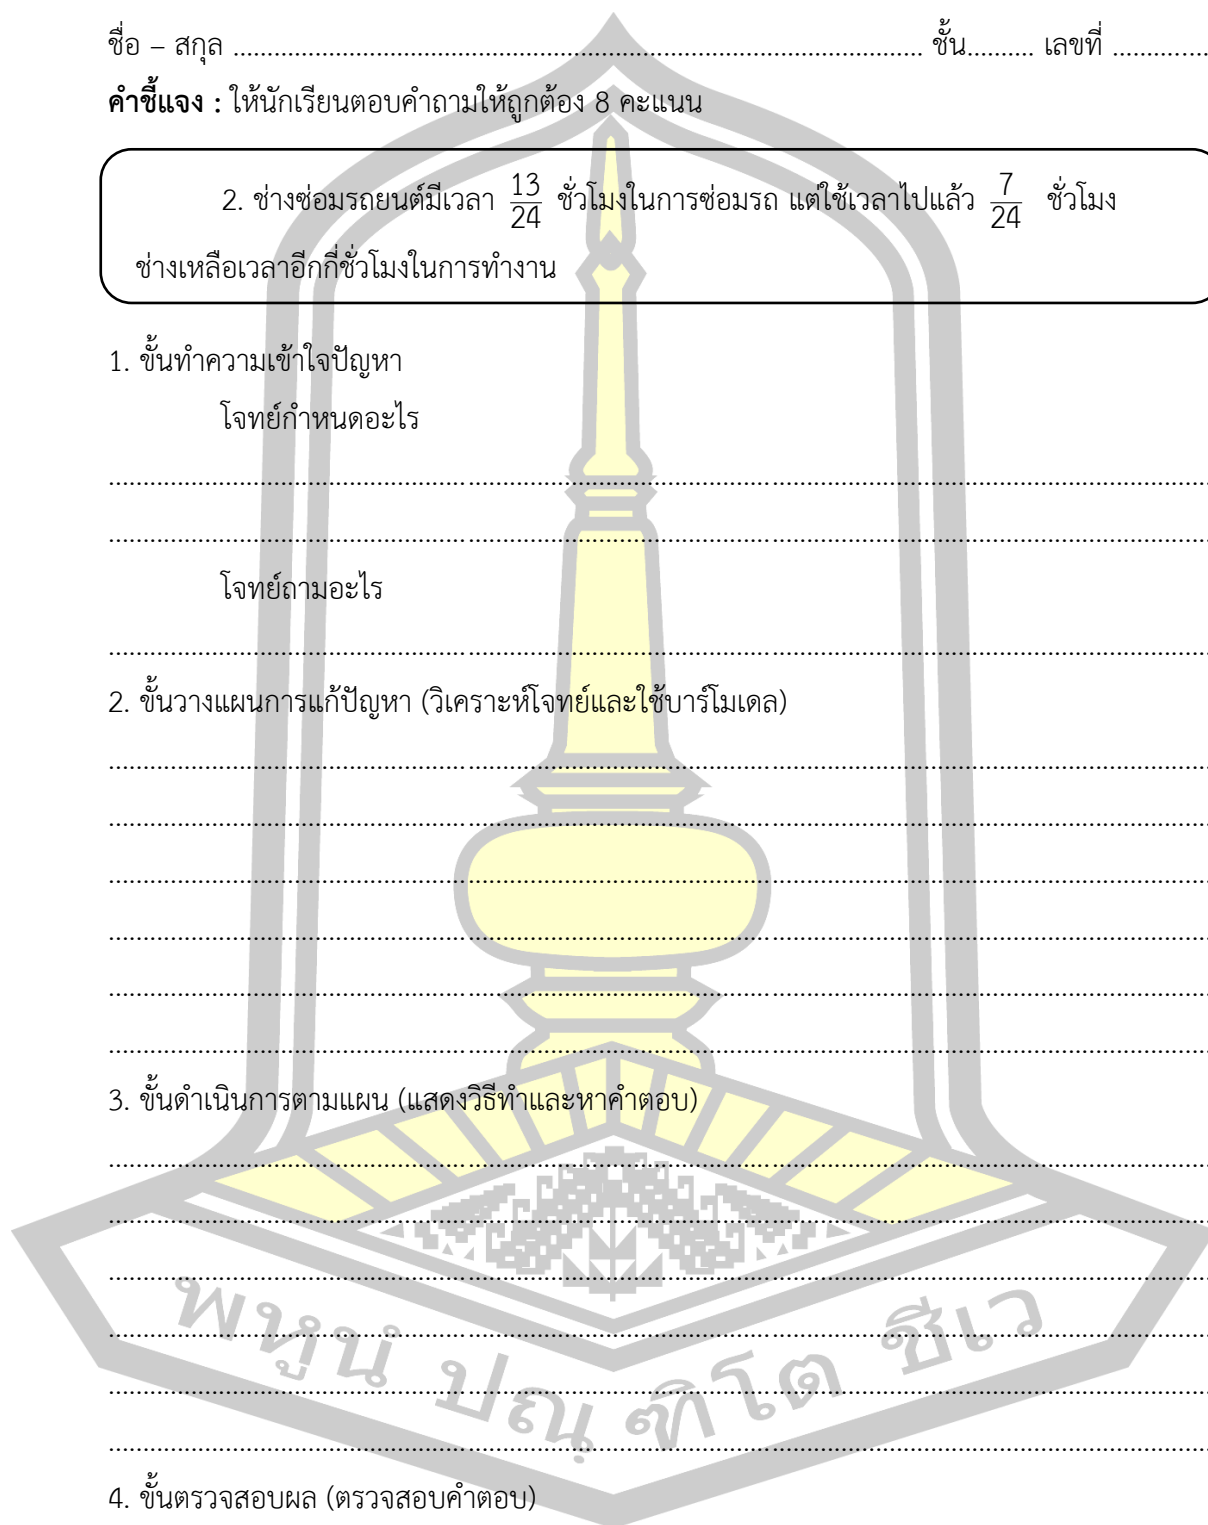 ชื่อ – สกุล ........................................................................................................ ชั้น.......... เลขที่ ..............
คำชี้แจง : ให้นักเรียนตอบคำถามให้ถูกต้อง 8 คะแนน
2. ช่างซ่อมรถยนต์มีเวลา 13/24 ชั่วโมงในการซ่อมรถ แต่ใช้เวลาไปแล้ว 7/24 ชั่วโมง
ช่างเหลือเวลาอีกกี่ชั่วโมงในการทำงาน
1. ขั้นทำความเข้าใจปัญหา
โจทย์กำหนดอะไร
โจทย์ถามอะไร
2. ขั้นวางแผนการแก้ปัญหา (วิเคราะห์โจทย์และใช้บาร์โมเดล)
3. ขั้นดำเนินการตามแผน (แสดงวิธีทำและหาคำตอบ)
พหูนํ ปณฺฑิโต ชีเว
4. ขั้นตรวจสอบผล (ตรวจสอบคำตอบ)